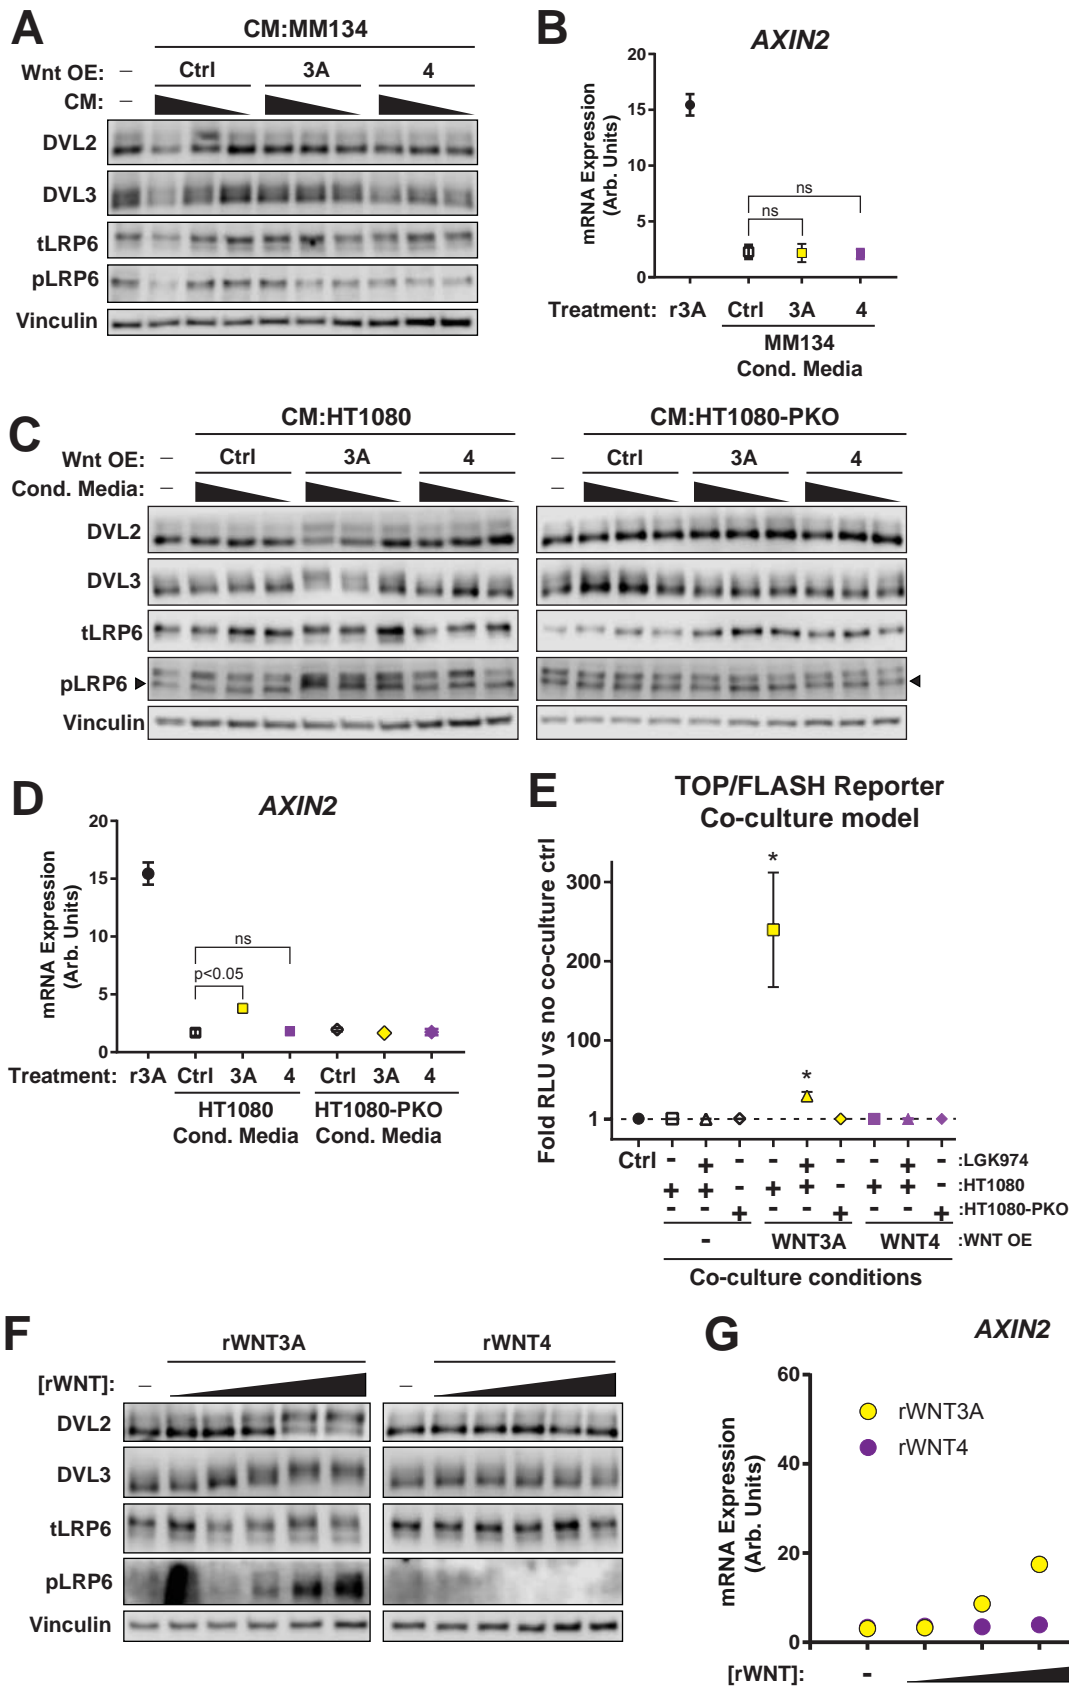 A
CM:MM134
Wnt OE: – Ctrl 3A 4
CM: –
DVL2
DVL3
tLRP6
pLRP6
Vinculin
B
AXIN2
mRNA Expression
(Arb. Units)
20
15
10
5
0
ns
ns
Treatment: r3A Ctrl 3A 4
MM134
Cond. Media
C
CM:HT1080 CM:HT1080-PKO
Wnt OE: – Ctrl 3A 4 – Ctrl 3A 4
Cond. Media: – –
DVL2
DVL3
tLRP6
pLRP6
Vinculin
D
AXIN2
mRNA Expression
(Arb. Units)
20
15
10
5
0
ns
p<0.05
Treatment: r3A Ctrl 3A 4 Ctrl 3A 4
HT1080 HT1080-PKO
Cond. Media Cond. Media
E
TOP/FLASH Reporter
Co-culture model
Fold RLU vs no co-culture ctrl
300
200
100
1
*
*
Ctrl - + - - + - - + - :LGK974
+ + - + + - + + - :HT1080
- - + - - + - - + :HT1080-PKO
- WNT3A WNT4 :WNT OE
Co-culture conditions
F
rWNT3A rWNT4
[rWNT]: – –
DVL2
DVL3
tLRP6
pLRP6
Vinculin
G
AXIN2
mRNA Expression
(Arb. Units)
60
40
20
0
rWNT3A
rWNT4
[rWNT]: -